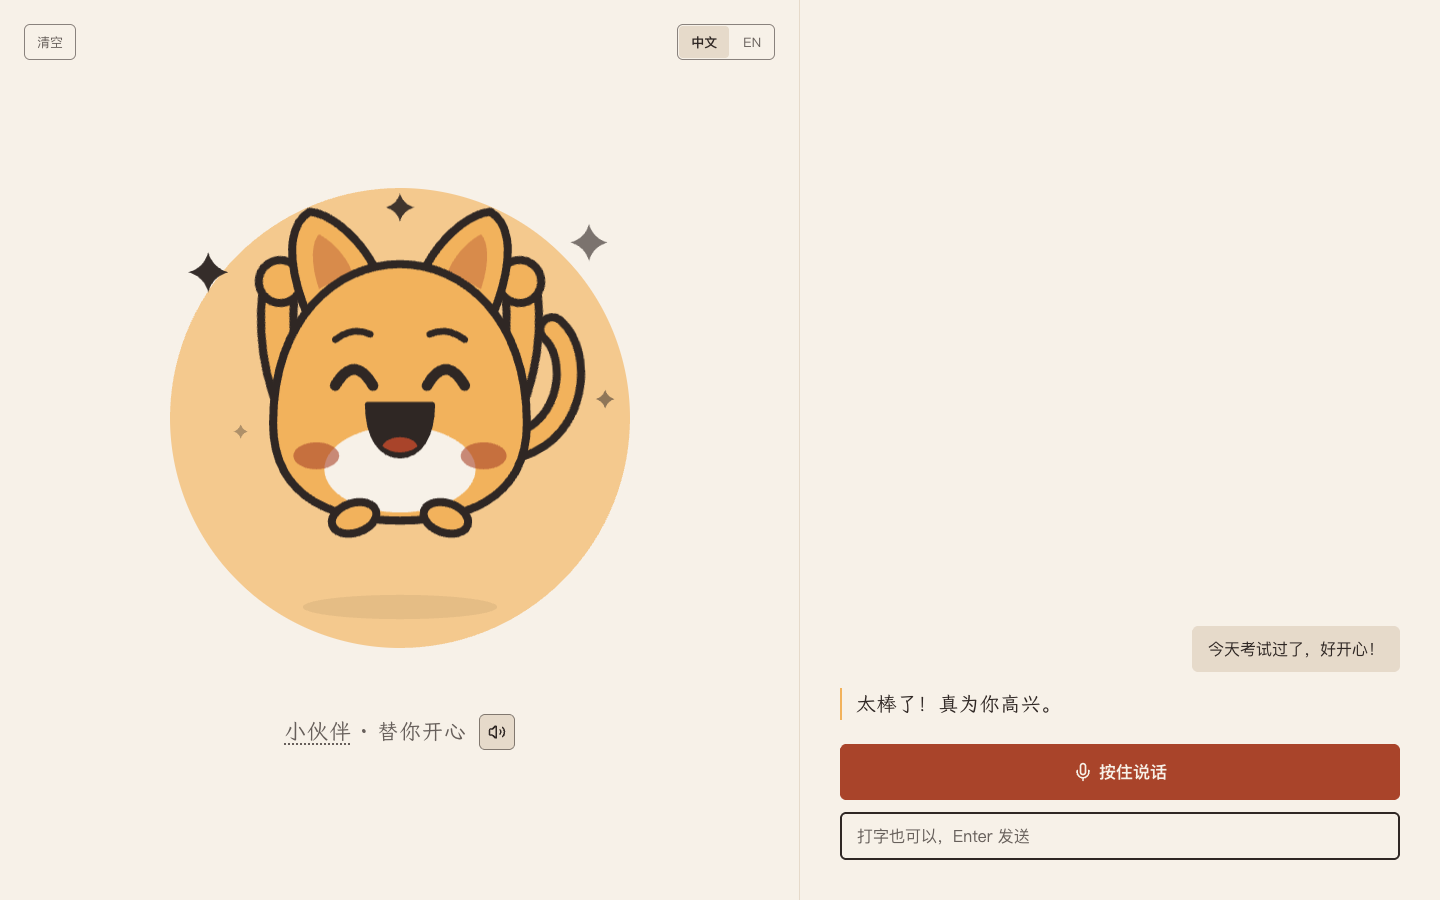 清空
中文 EN
小伙伴 · 替你开心
今天考试过了，好开心！
太棒了！真为你高兴。
按住说话
打字也可以，Enter 发送